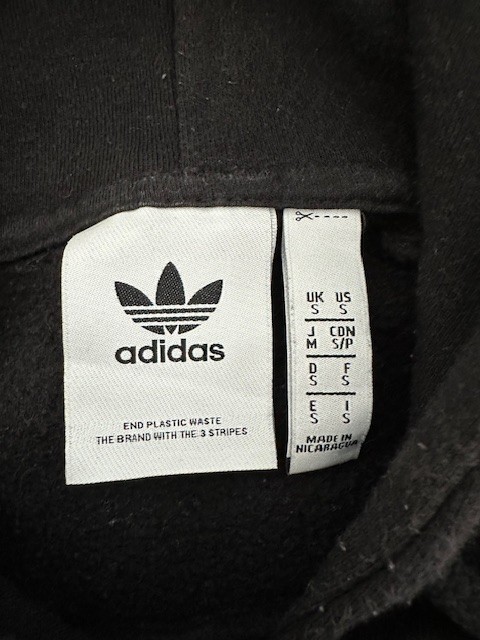 adidas
END PLASTIC WASTE
THE BRAND WITH THE 3 STRIPES
UK US
S S
J CDN
M S/P
D F
S S
E I
S S
MADE IN
NICARAGUA